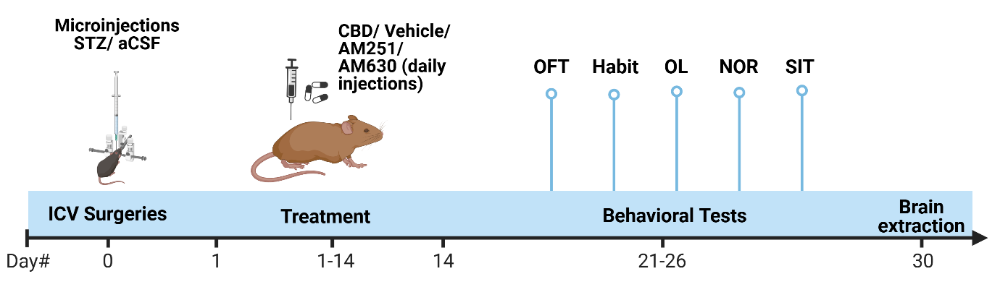 Microinjections
STZ/ aCSF
CBD/ Vehicle/
AM251/
AM630 (daily
injections)
OFT Habit OL NOR SIT
ICV Surgeries
Treatment
Behavioral Tests
Brain
extraction
Day# 0 1 1-14 14 21-26 30